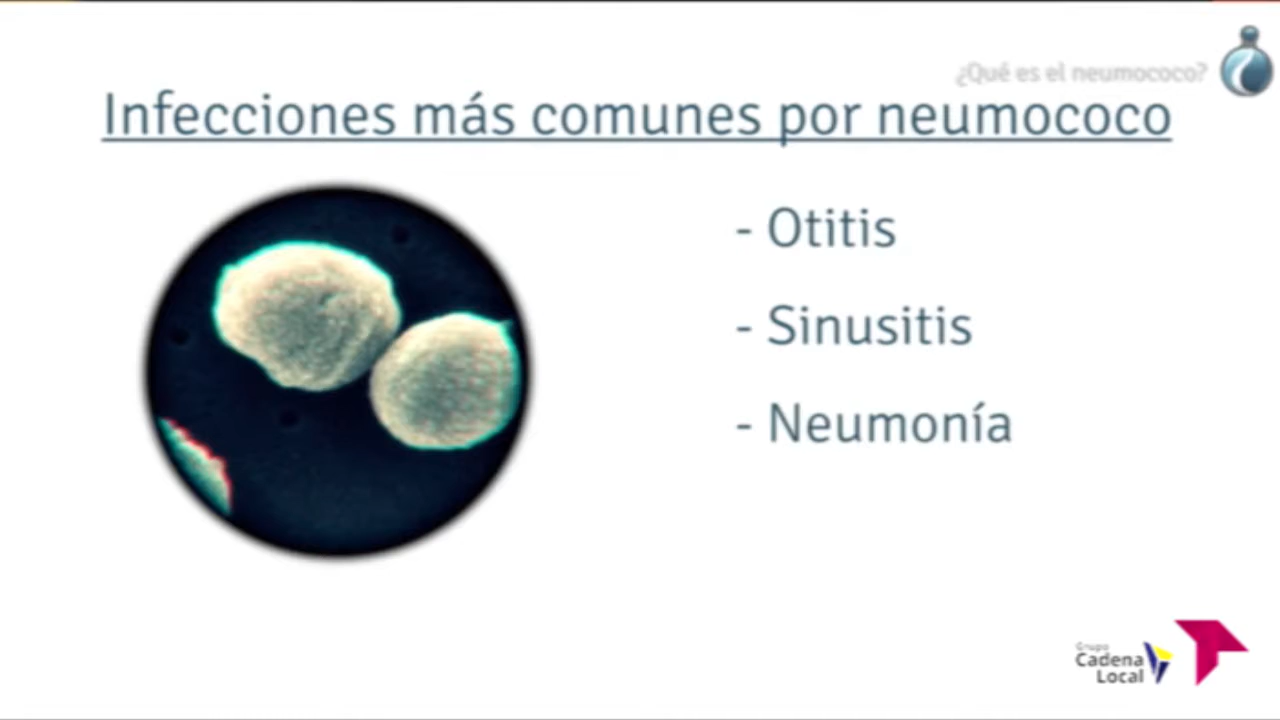 ¿Qué es el neumococo?
Infecciones más comunes por neumococo
- Otitis
- Sinusitis
- Neumonía
Grupo
Cadena
Local